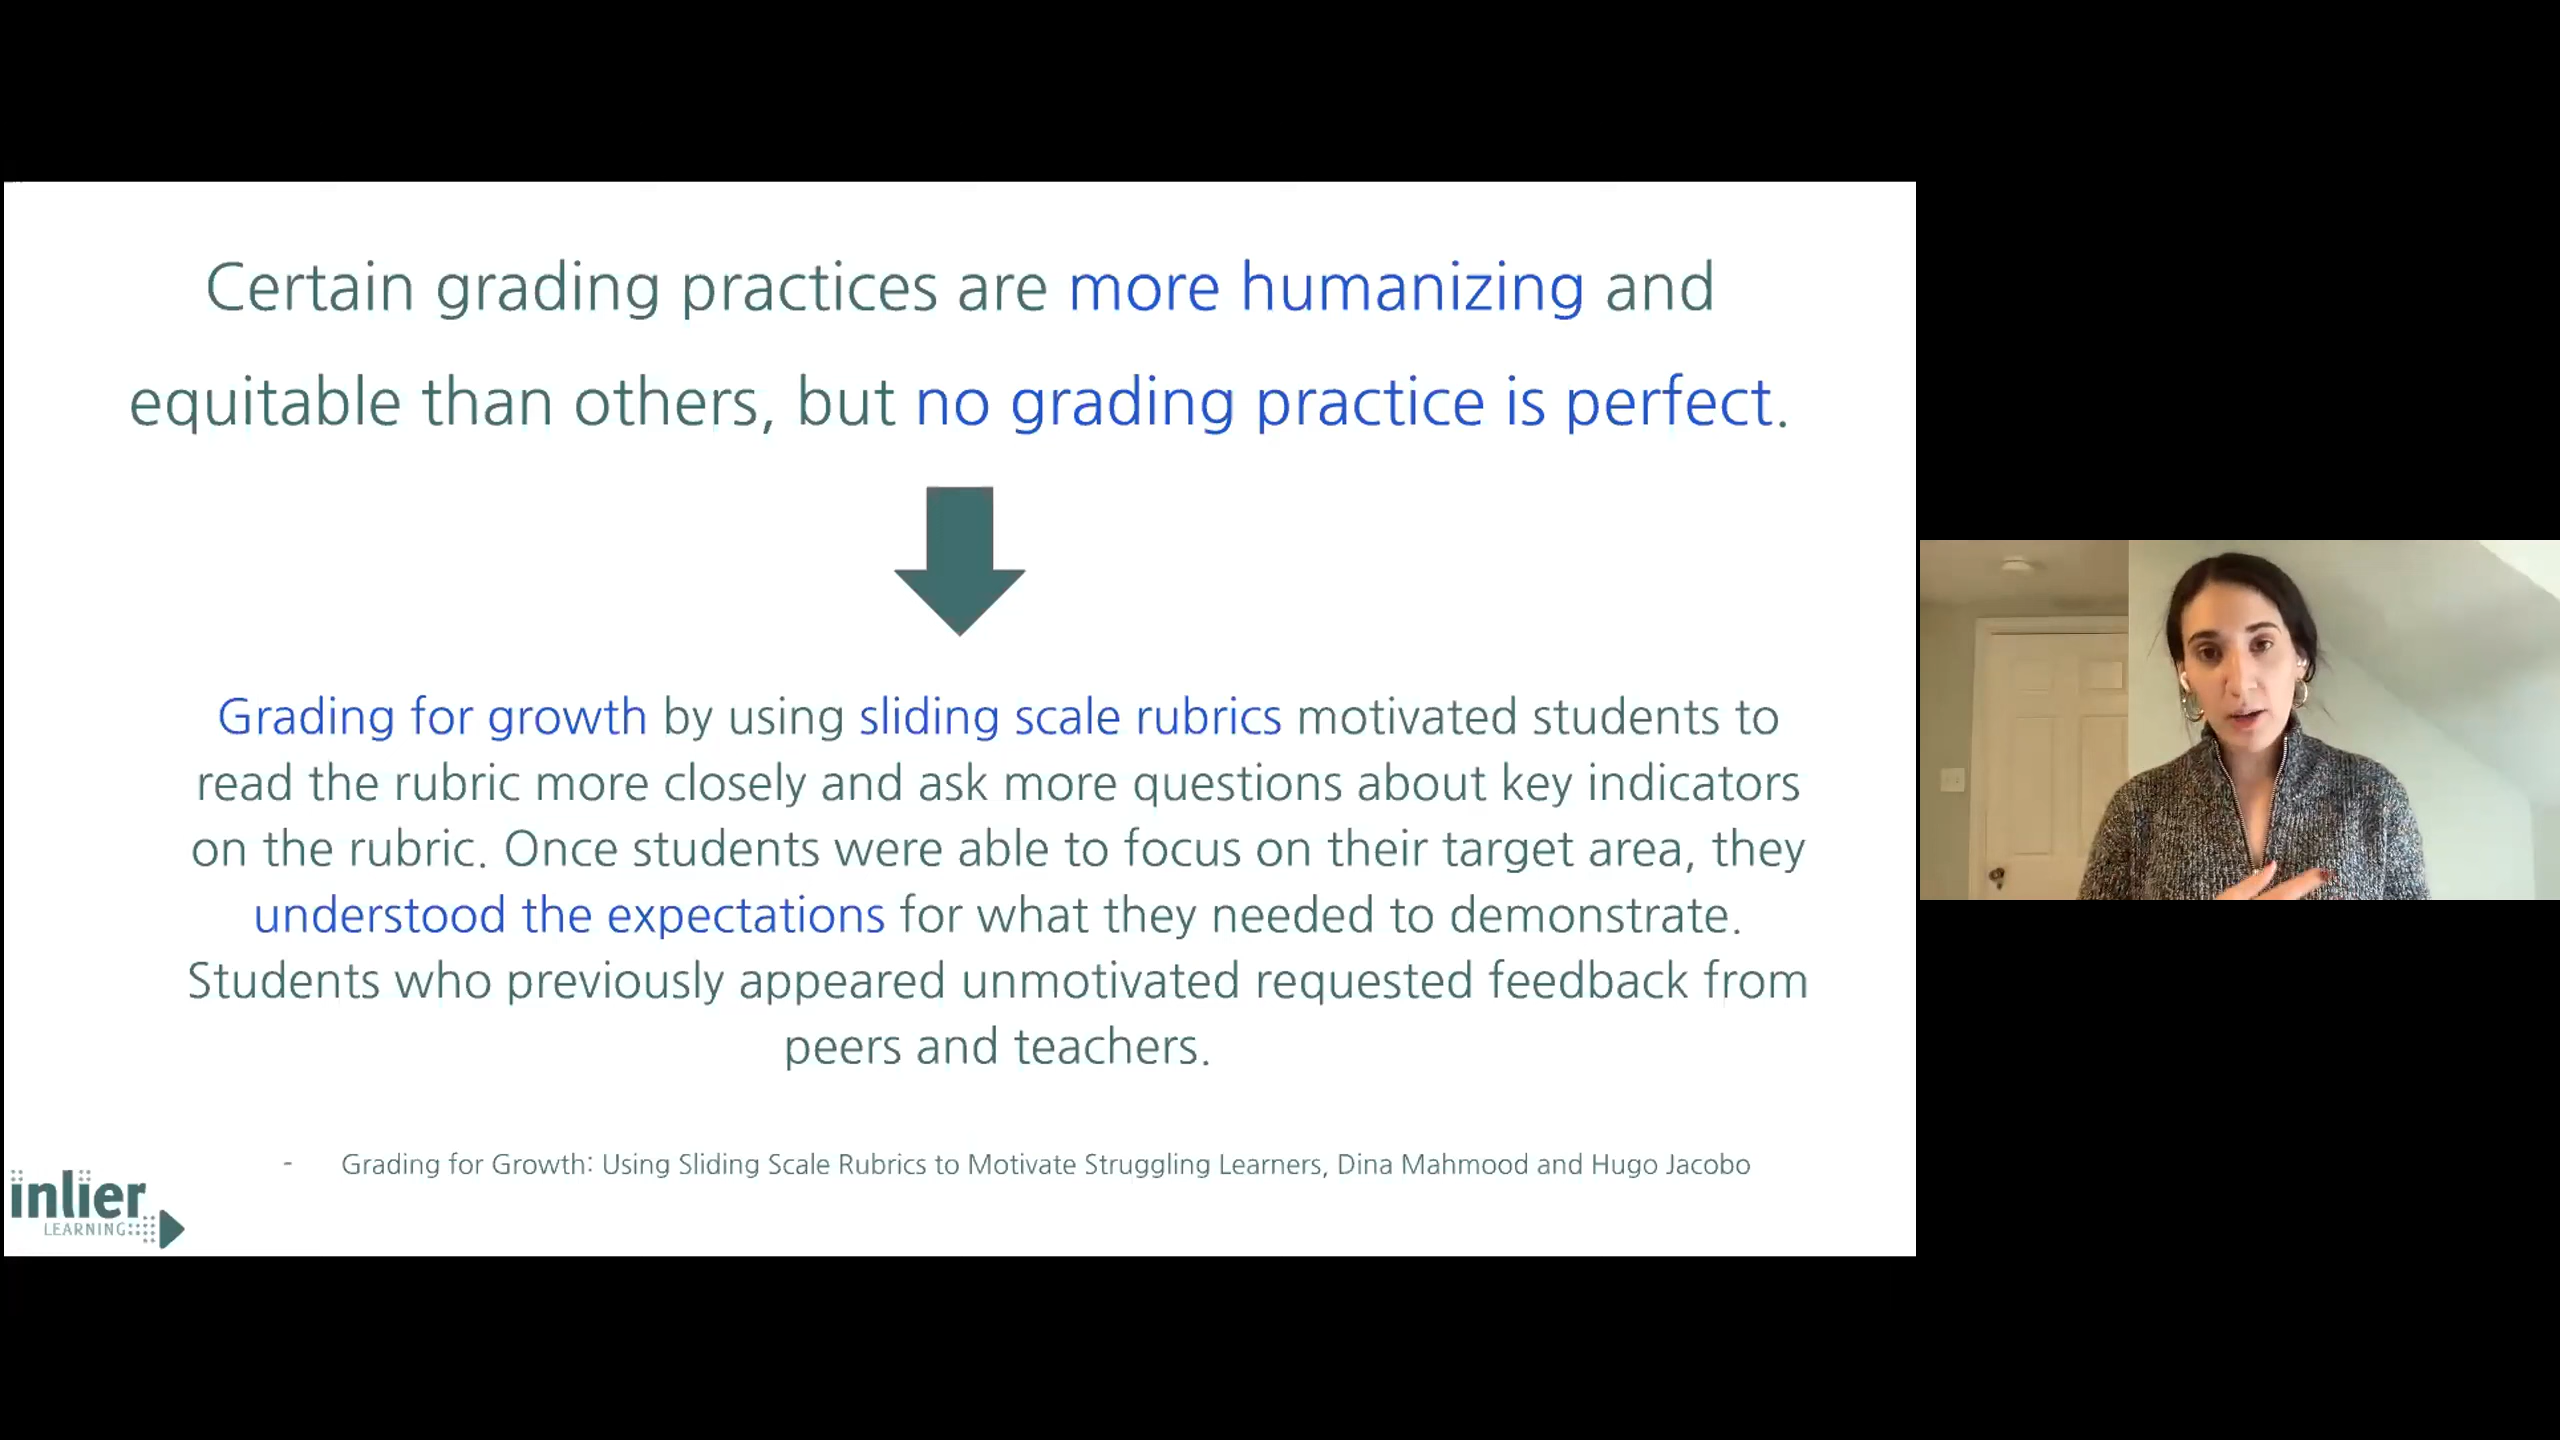 Certain grading practices are more humanizing and
equitable than others, but no grading practice is perfect.
Grading for growth by using sliding scale rubrics motivated students to
read the rubric more closely and ask more questions about key indicators
on the rubric. Once students were able to focus on their target area, they
understood the expectations for what they needed to demonstrate.
Students who previously appeared unmotivated requested feedback from
peers and teachers.
- Grading for Growth: Using Sliding Scale Rubrics to Motivate Struggling Learners, Dina Mahmood and Hugo Jacobo
inlier
LEARNING